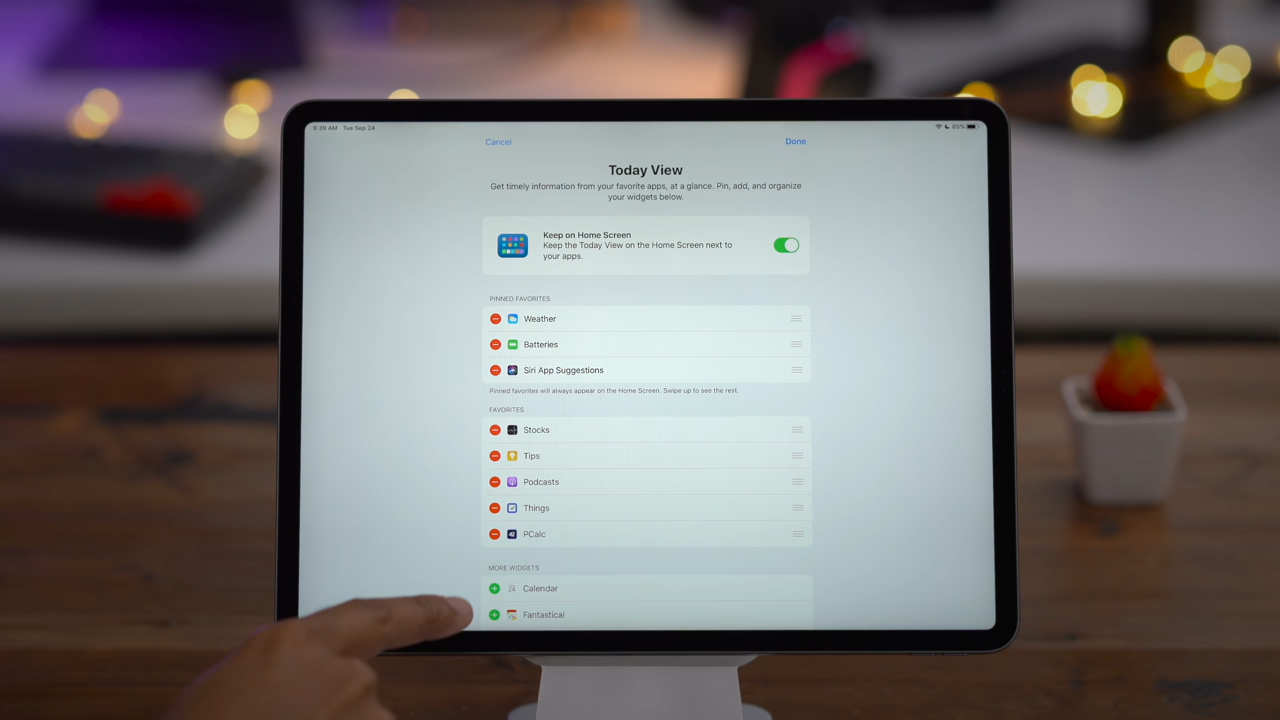 9:39 AM Tue Sep 24
85%
Cancel
Done
Today View
Get timely information from your favorite apps, at a glance. Pin, add, and organize
your widgets below.
Keep on Home Screen
Keep the Today View on the Home Screen next to
your apps.
PINNED FAVORITES
Weather
Batteries
Siri App Suggestions
Pinned favorites will always appear on the Home Screen. Swipe up to see the rest.
FAVORITES
Stocks
Tips
Podcasts
Things
PCalc
MORE WIDGETS
Calendar
Fantastical